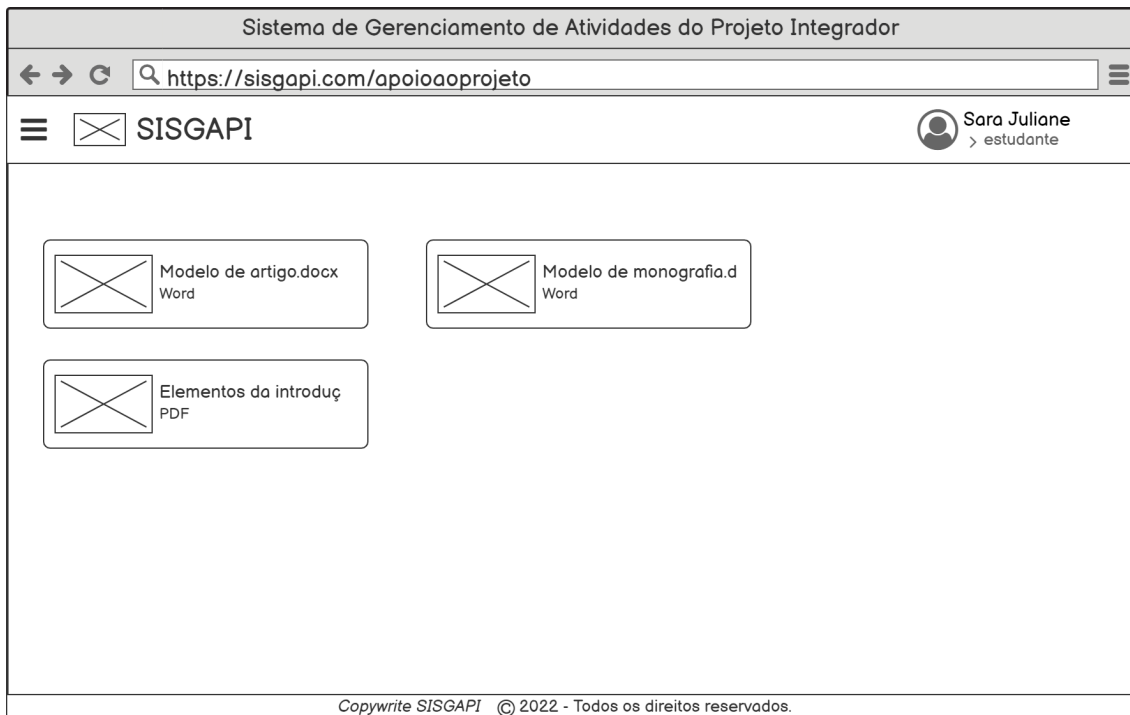 Sistema de Gerenciamento de Atividades do Projeto Integrador
https://sisgapi.com/apoioaoprojeto
SISGAPI
Sara Juliane
> estudante
Modelo de artigo.docx
Word
Modelo de monografia.d
Word
Elementos da introduç
PDF
Copywrite SISGAPI © 2022 - Todos os direitos reservados.